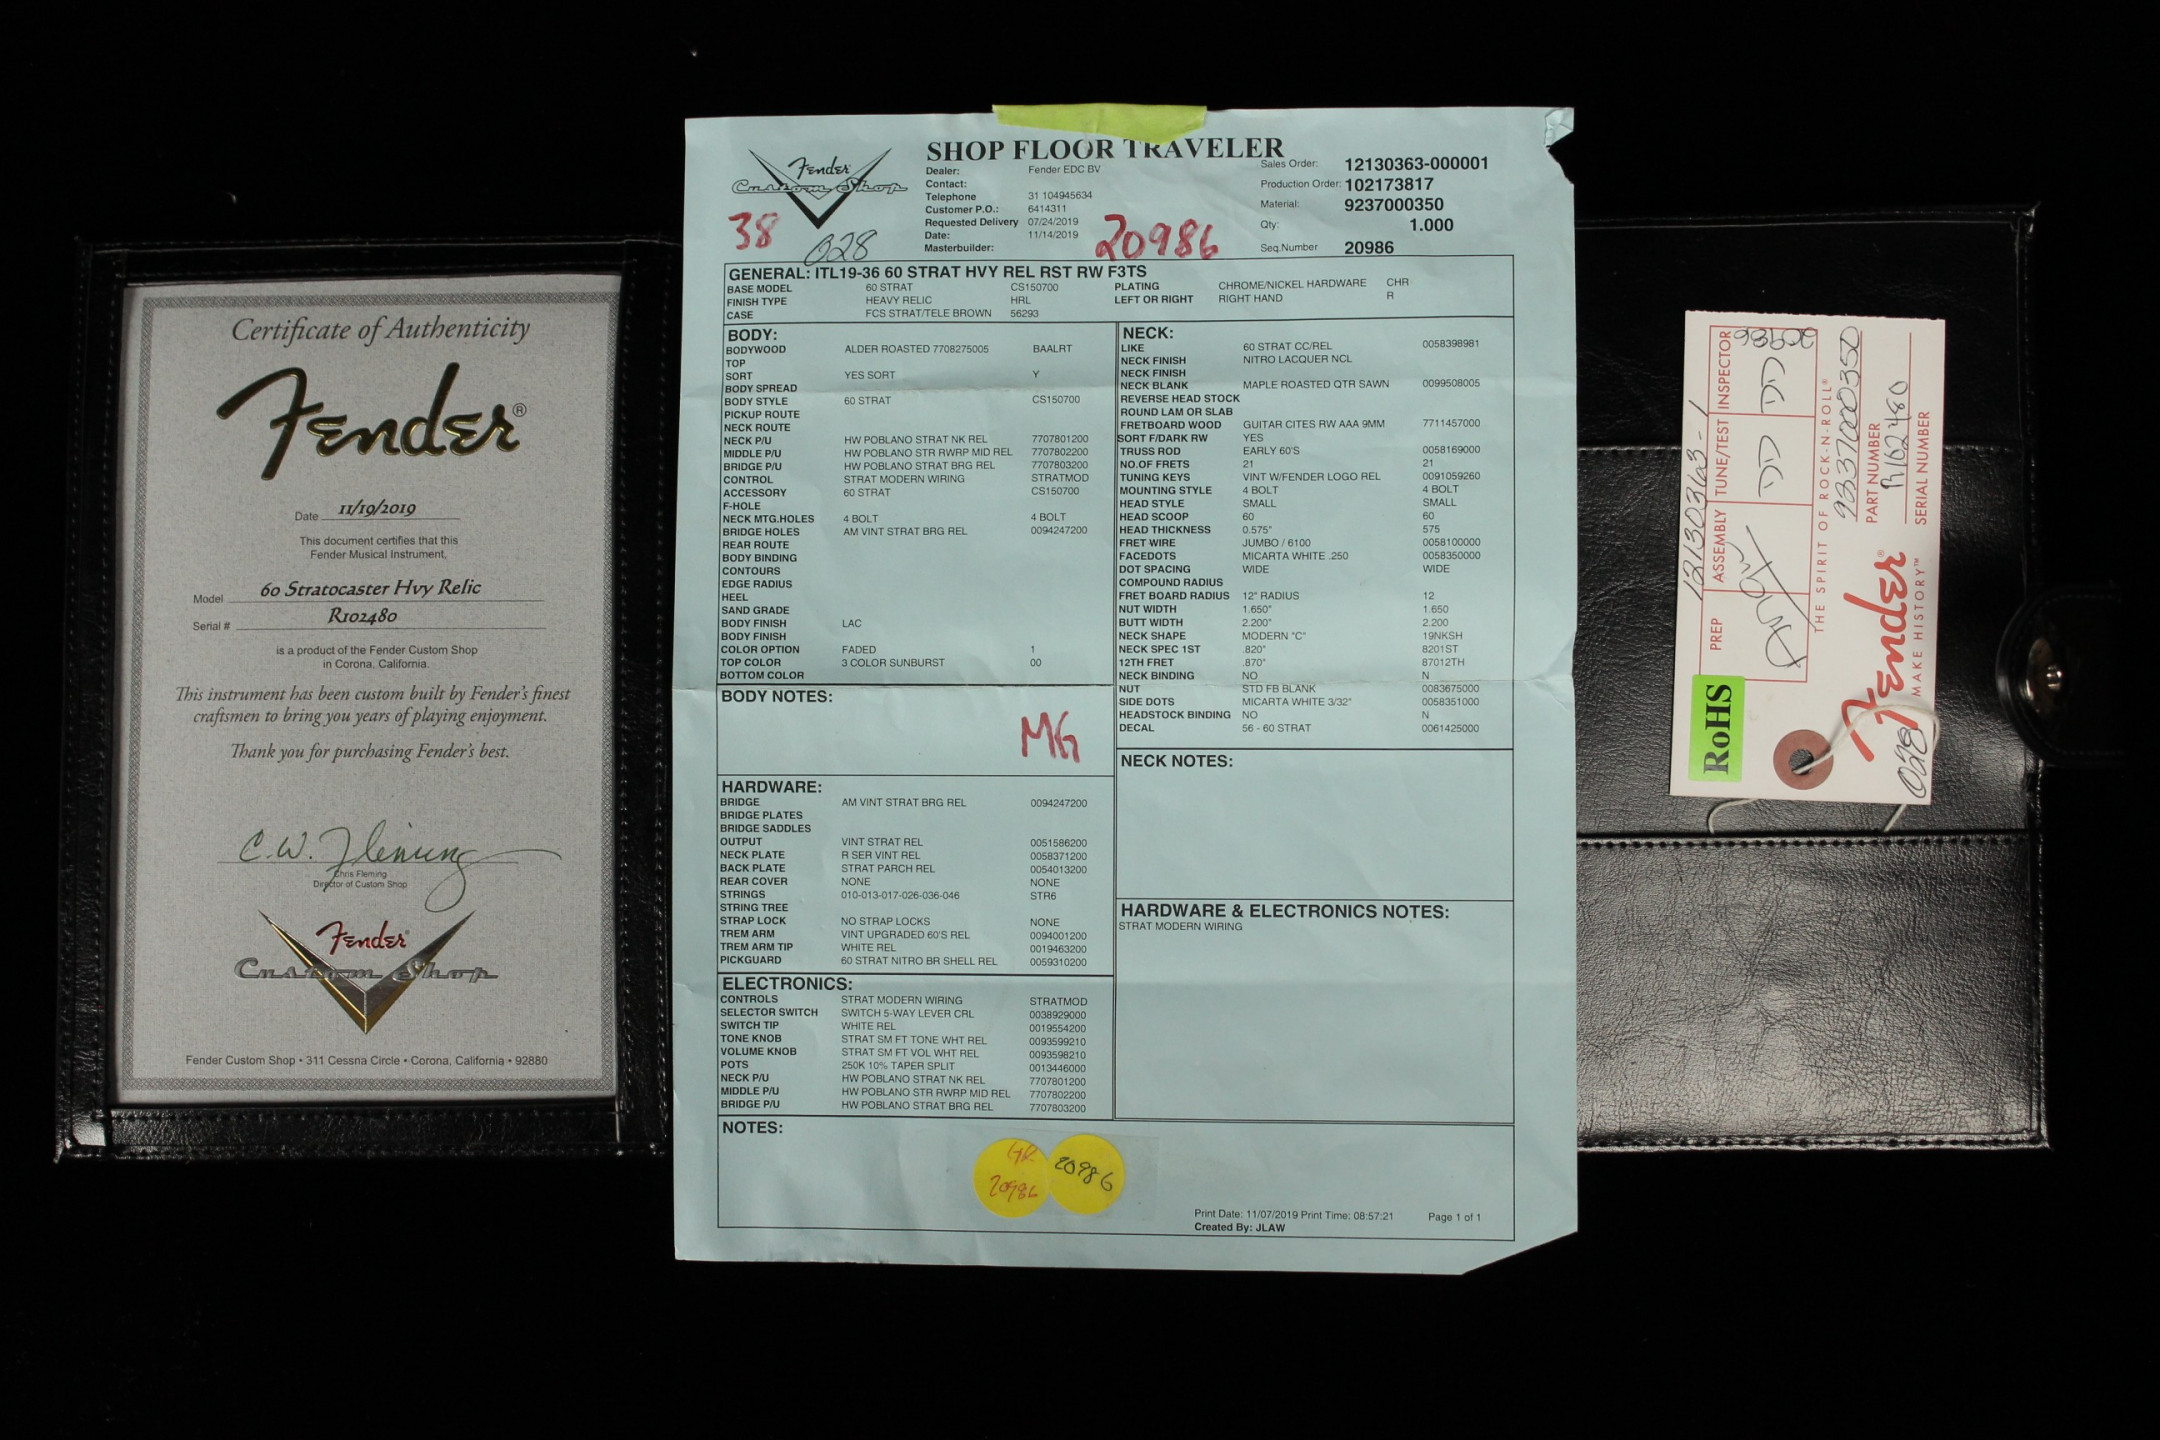 Certificate of Authenticity
Fender®
Date 11/19/2019
This document certifies that this
Fender Musical Instrument,
Model 60 Stratocaster Hvy Relic
Serial # R102480
is a product of the Fender Custom Shop
in Corona, California.
This instrument has been custom built by Fender's finest
craftsmen to bring you years of playing enjoyment.
Thank you for purchasing Fender's best.
C.W. Fleming
Chris Fleming
Director of Custom Shop
Fender®
Custom Shop
Fender Custom Shop • 311 Cessna Circle • Corona, California • 92880
Fender
Custom Shop
38
028
SHOP FLOOR TRAVELER
Dealer: Fender EDC BV
Contact:
Telephone 31 104945634
Customer P.O.: 6414311
Requested Delivery 07/24/2019
Date: 11/14/2019
Masterbuilder:
20986
Sales Order: 12130363-000001
Production Order: 102173817
Material: 9237000350
Qty: 1.000
Seq.Number 20986
GENERAL: ITL19-36 60 STRAT HVY REL RST RW F3TS
BASE MODEL 60 STRAT CS150700 PLATING CHROME/NICKEL HARDWARE CHR
FINISH TYPE HEAVY RELIC HRL LEFT OR RIGHT RIGHT HAND R
CASE FCS STRAT/TELE BROWN 56293
BODY:
BODYWOOD ALDER ROASTED 7708275005 BAALRT
TOP
SORT YES SORT Y
BODY SPREAD
BODY STYLE 60 STRAT CS150700
PICKUP ROUTE
NECK ROUTE
NECK P/U HW POBLANO STRAT NK REL 7707801200
MIDDLE P/U HW POBLANO STR RWRP MID REL 7707802200
BRIDGE P/U HW POBLANO STRAT BRG REL 7707803200
CONTROL STRAT MODERN WIRING STRATMOD
ACCESSORY 60 STRAT CS150700
F-HOLE
NECK MTG.HOLES 4 BOLT 4 BOLT
BRIDGE HOLES AM VINT STRAT BRG REL 0094247200
REAR ROUTE
BODY BINDING
CONTOURS
EDGE RADIUS
HEEL
SAND GRADE
BODY FINISH LAC
BODY FINISH
COLOR OPTION FADED 1
TOP COLOR 3 COLOR SUNBURST 00
BOTTOM COLOR
BODY NOTES:
MG
HARDWARE:
BRIDGE AM VINT STRAT BRG REL 0094247200
BRIDGE PLATES
BRIDGE SADDLES
OUTPUT VINT STRAT REL 0051586200
NECK PLATE R SER VINT REL 0058371200
BACK PLATE STRAT PARCH REL 0054013200
REAR COVER NONE NONE
STRINGS 010-013-017-026-036-046 STR6
STRING TREE
STRAP LOCK NO STRAP LOCKS NONE
TREM ARM VINT UPGRADED 60'S REL 0094001200
TREM ARM TIP WHITE REL 0019463200
PICKGUARD 60 STRAT NITRO BR SHELL REL 0059310200
ELECTRONICS:
CONTROLS STRAT MODERN WIRING STRATMOD
SELECTOR SWITCH SWITCH 5-WAY LEVER CRL 0038929000
SWITCH TIP WHITE REL 0019554200
TONE KNOB STRAT SM FT TONE WHT REL 0093599210
VOLUME KNOB STRAT SM FT VOL WHT REL 0093598210
POTS 250K 10% TAPER SPLIT 0013446000
NECK P/U HW POBLANO STRAT NK REL 7707801200
MIDDLE P/U HW POBLANO STR RWRP MID REL 7707802200
BRIDGE P/U HW POBLANO STRAT BRG REL 7707803200
NECK:
LIKE 60 STRAT CC/REL 0058398981
NECK FINISH NITRO LACQUER NCL
NECK FINISH
NECK BLANK MAPLE ROASTED QTR SAWN 0099508005
REVERSE HEAD STOCK
ROUND LAM OR SLAB
FRETBOARD WOOD GUITAR CITES RW AAA 9MM 7711457000
SORT F/DARK RW YES
TRUSS ROD EARLY 60'S 0058169000
NO.OF FRETS 21 21
TUNING KEYS VINT W/FENDER LOGO REL 0091059260
MOUNTING STYLE 4 BOLT 4 BOLT
HEAD STYLE SMALL SMALL
HEAD SCOOP 60 60
HEAD THICKNESS 0.575" 575
FRET WIRE JUMBO / 6100 0058100000
FACEDOTS MICARTA WHITE .250 0058350000
DOT SPACING WIDE WIDE
COMPOUND RADIUS
FRET BOARD RADIUS 12" RADIUS 12
NUT WIDTH 1.650" 1.650
BUTT WIDTH 2.200" 2.200
NECK SHAPE MODERN "C" 19NKSH
NECK SPEC 1ST .820" 8201ST
12TH FRET .870" 87012TH
NECK BINDING NO N
NUT STD FB BLANK 0083675000
SIDE DOTS MICARTA WHITE 3/32" 0058351000
HEADSTOCK BINDING NO N
DECAL 56 - 60 STRAT 0061425000
NECK NOTES:
HARDWARE & ELECTRONICS NOTES:
STRAT MODERN WIRING
NOTES:
20986
20986
Print Date: 11/07/2019 Print Time: 08:57:21 Page 1 of 1
Created By: JLAW
12130363-1
PREP ASSEMBLY TUNE/TEST INSPECTOR
DD DD
20986
THE SPIRIT OF ROCK-N-ROLL®
9237000350
PART NUMBER
R102480
SERIAL NUMBER
Fender®
MAKE HISTORY™
028
RoHS